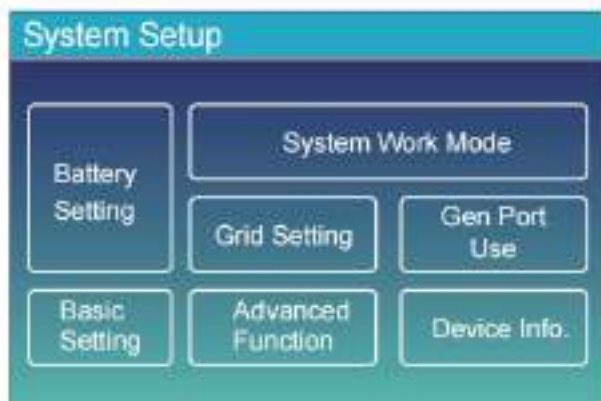 System Setup
Battery
Setting
System Work Mode
Grid Setting
Gen Port
Use
Basic
Setting
Advanced
Function
Device Info.